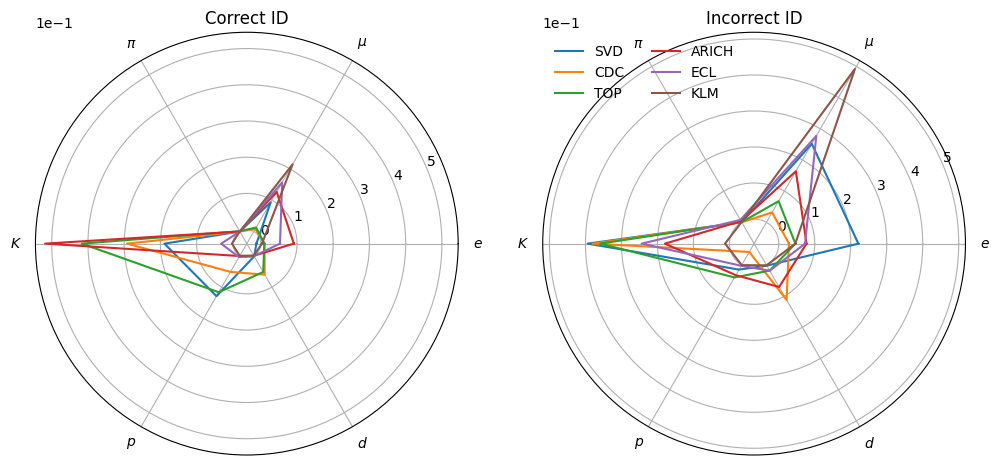 Correct ID
1e−1
π
μ
K
e
p
d
0
1
2
3
4
5
Incorrect ID
1e−1
π
μ
K
e
p
d
0
1
2
3
4
5
SVD
CDC
TOP
ARICH
ECL
KLM